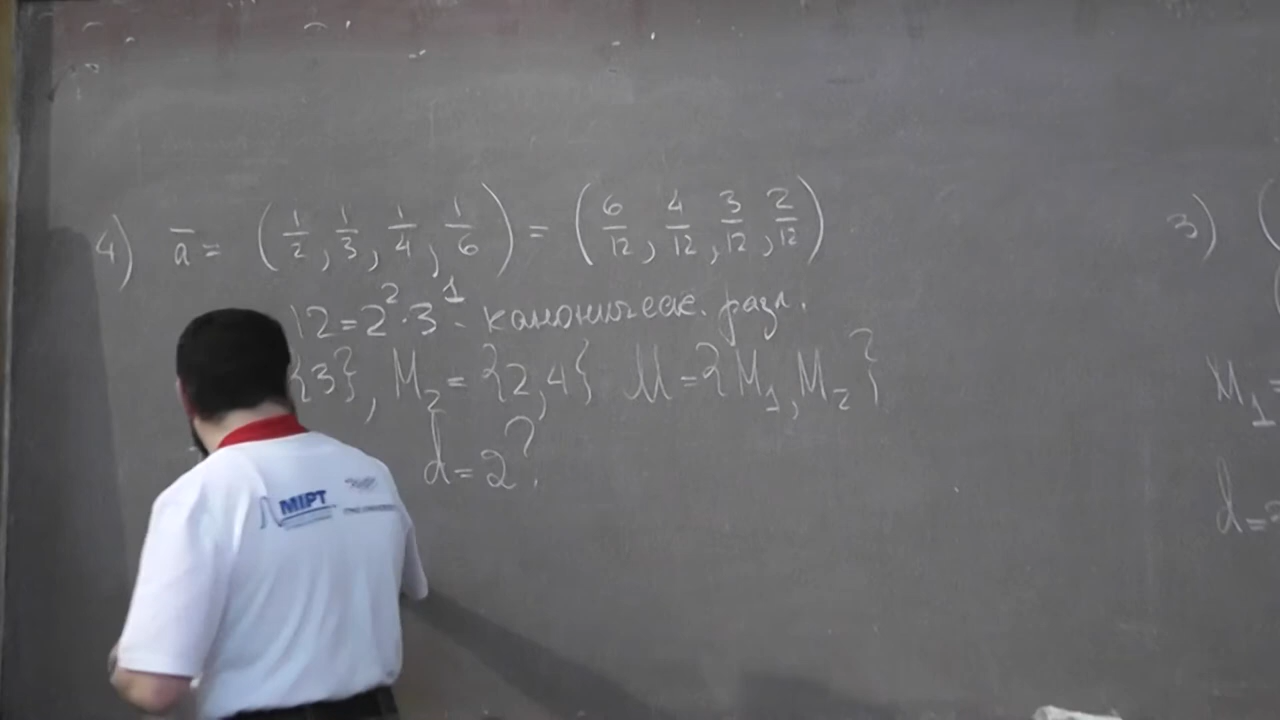 4) a̅ = (1/2, 1/3, 1/4, 1/6) = (6/12, 4/12, 3/12, 2/12)
12 = 2² · 3¹ - каноническ. разл.
{3}, M₂ = {2, 4} M = {M₁, M₂}
d = 2?
MIPT
3) (
M₁ =
d =